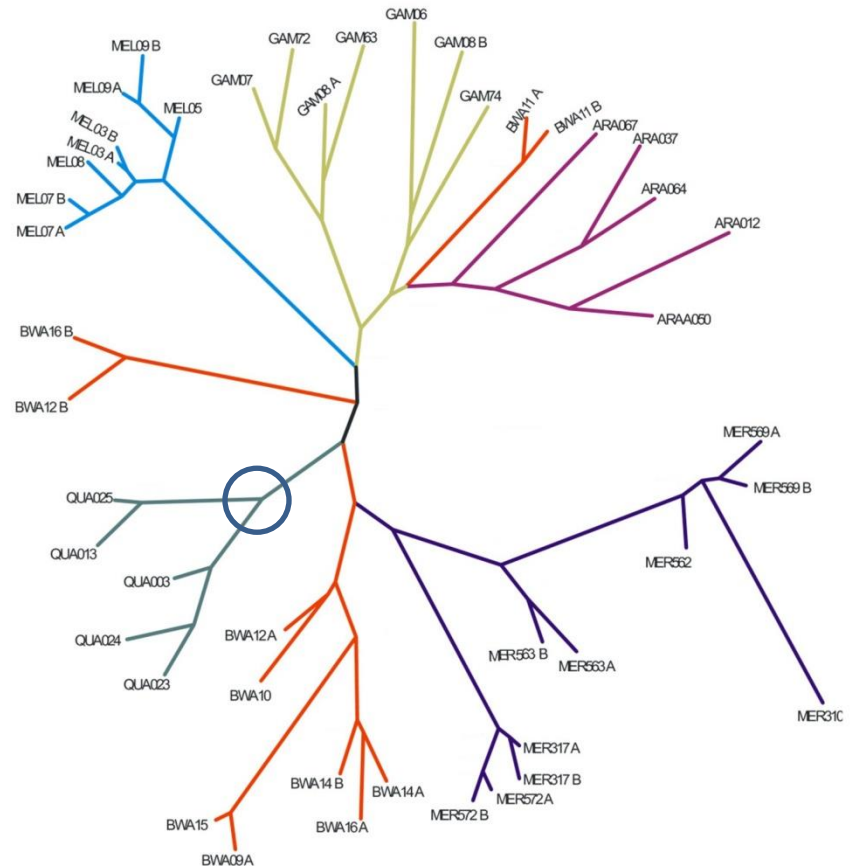 GAM06
GAM72
GAM63
MEL09 B
GAM08 B
GAM07
MEL09 A
GAM08 A
GAM74
MEL05
BWA11 A
BWA11 B
MEL03 B
ARA067
ARA037
MEL03 A
MEL08
ARA064
MEL07 B
MEL07 A
ARA012
ARAA050
BWA16 B
BWA12 B
MER569 A
MER569 B
QUA025
QUA013
MER562
QUA003
BWA12 A
QUA024
MER563 B
MER563 A
QUA023
BWA10
MER310
MER317 A
MER317 B
BWA14 B
BWA14 A
MER572 A
MER572 B
BWA15
BWA16 A
BWA09 A